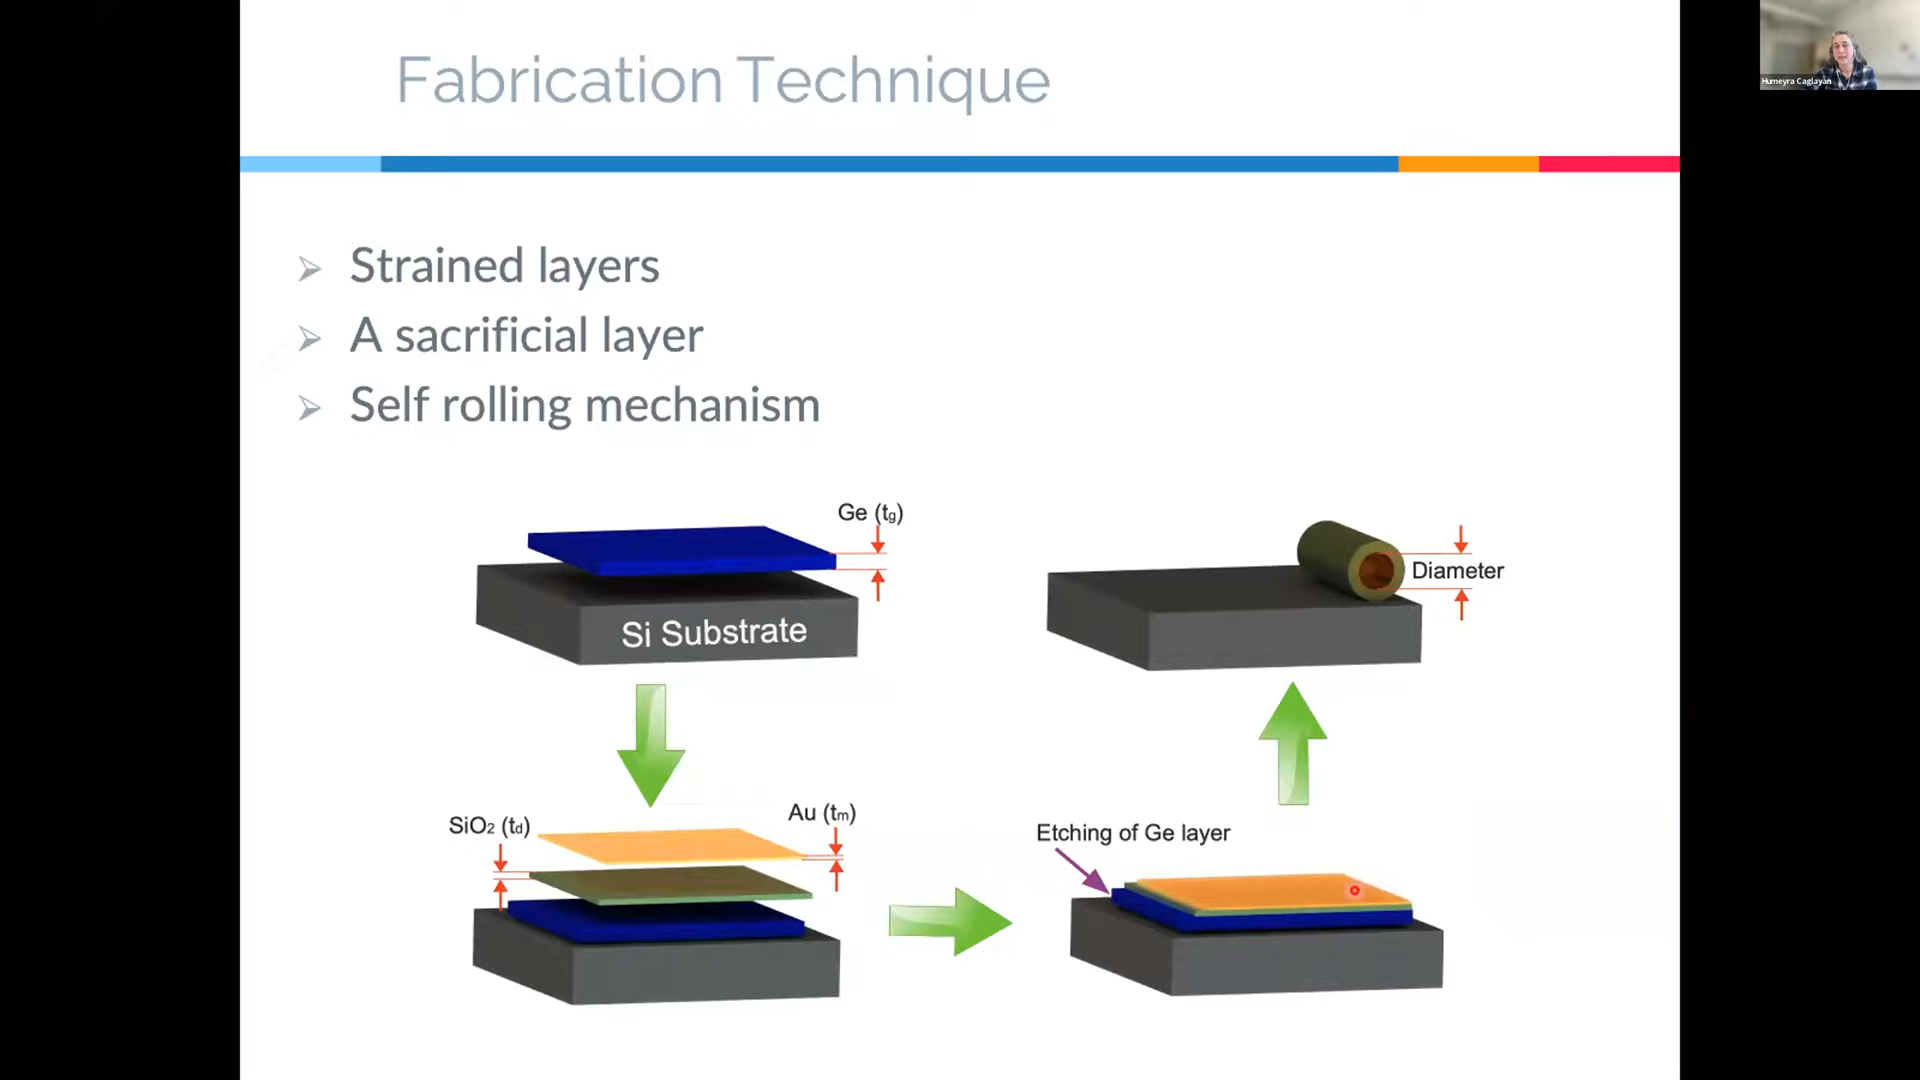 Fabrication Technique
Humeyra Caglayan
Strained layers
A sacrificial layer
Self rolling mechanism
Ge (tg)
Si Substrate
Diameter
SiO2 (td)
Au (tm)
Etching of Ge layer